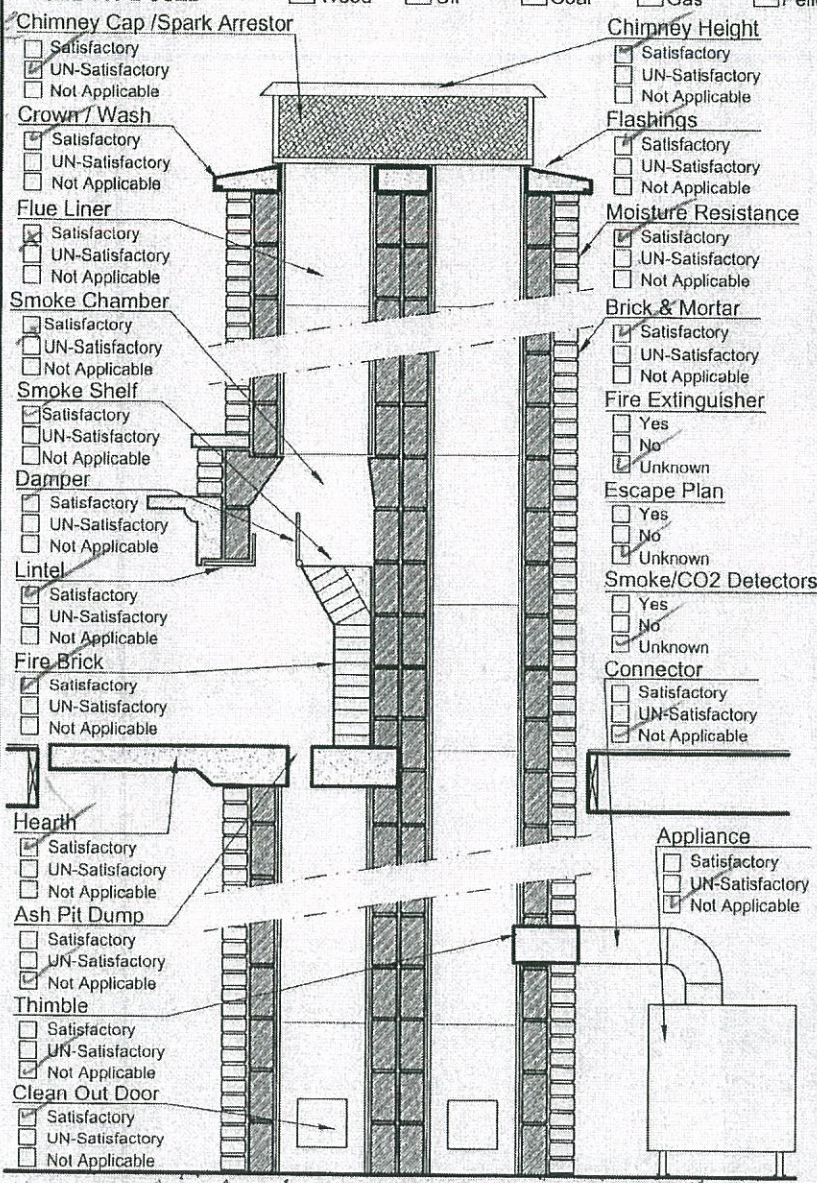 Wood Oil Coal Gas
Chimney Cap /Spark Arrestor
Satisfactory
UN-Satisfactory
Not Applicable
Crown / Wash
Satisfactory
UN-Satisfactory
Not Applicable
Flue Liner
Satisfactory
UN-Satisfactory
Not Applicable
Smoke Chamber
Satisfactory
UN-Satisfactory
Not Applicable
Smoke Shelf
Satisfactory
UN-Satisfactory
Not Applicable
Damper
Satisfactory
UN-Satisfactory
Not Applicable
Lintel
Satisfactory
UN-Satisfactory
Not Applicable
Fire Brick
Satisfactory
UN-Satisfactory
Not Applicable
Hearth
Satisfactory
UN-Satisfactory
Not Applicable
Ash Pit Dump
Satisfactory
UN-Satisfactory
Not Applicable
Thimble
Satisfactory
UN-Satisfactory
Not Applicable
Clean Out Door
Satisfactory
UN-Satisfactory
Not Applicable
Chimney Height
Satisfactory
UN-Satisfactory
Not Applicable
Flashings
Satisfactory
UN-Satisfactory
Not Applicable
Moisture Resistance
Satisfactory
UN-Satisfactory
Not Applicable
Brick & Mortar
Satisfactory
UN-Satisfactory
Not Applicable
Fire Extinguisher
Yes
No
Unknown
Escape Plan
Yes
No
Unknown
Smoke/CO2 Detectors
Yes
No
Unknown
Connector
Satisfactory
UN-Satisfactory
Not Applicable
Appliance
Satisfactory
UN-Satisfactory
Not Applicable